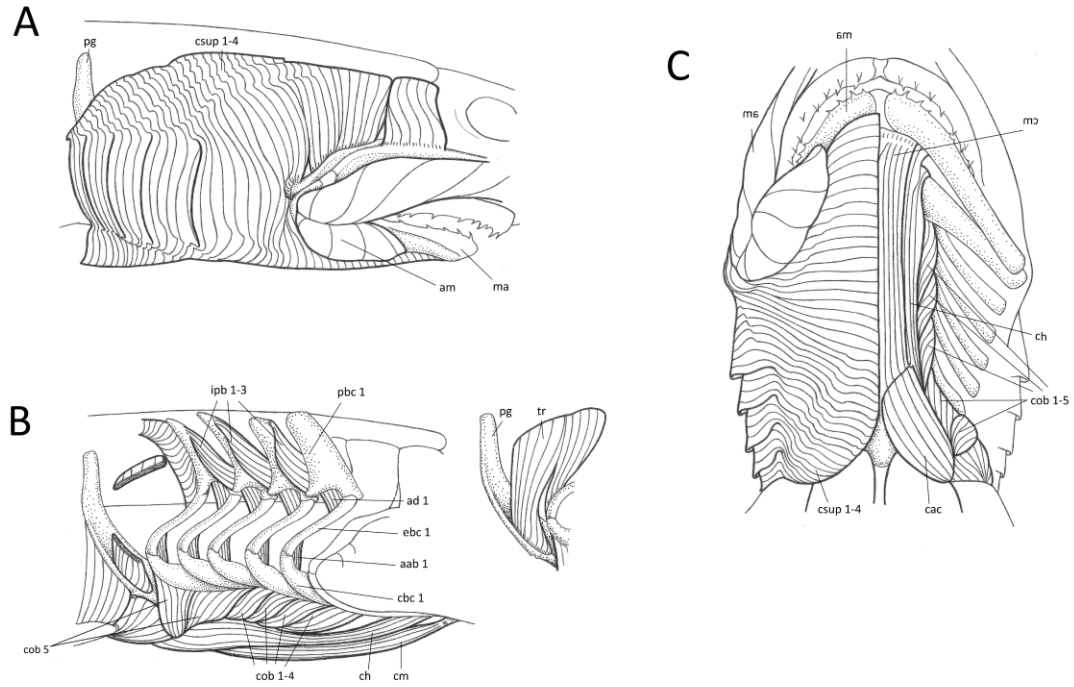 A
pg
csup 1-4
am
ma
B
ipb 1-3
pbc 1
ad 1
ebc 1
aab 1
cbc 1
cob 5
cob 1-4
ch
cm
pg
tr
C
ma
am
cm
ch
cob 1-5
csup 1-4
cac